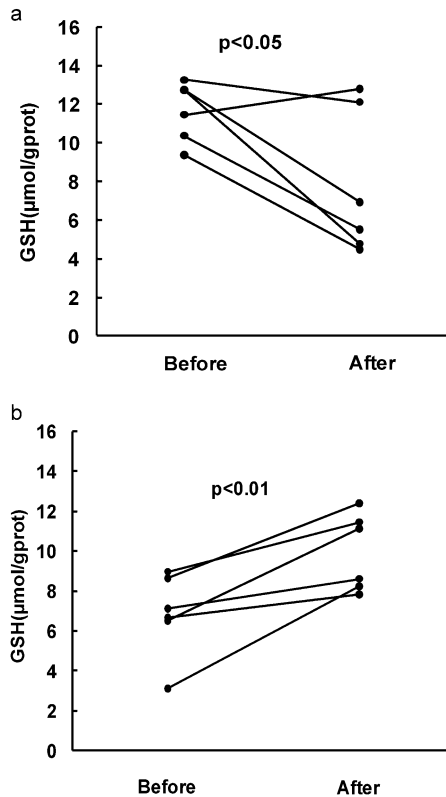 a
p<0.05
GSH(μmol/gprot)
16
14
12
10
8
6
4
2
0
Before After
b
p<0.01
GSH(μmol/gprot)
16
14
12
10
8
6
4
2
0
Before After